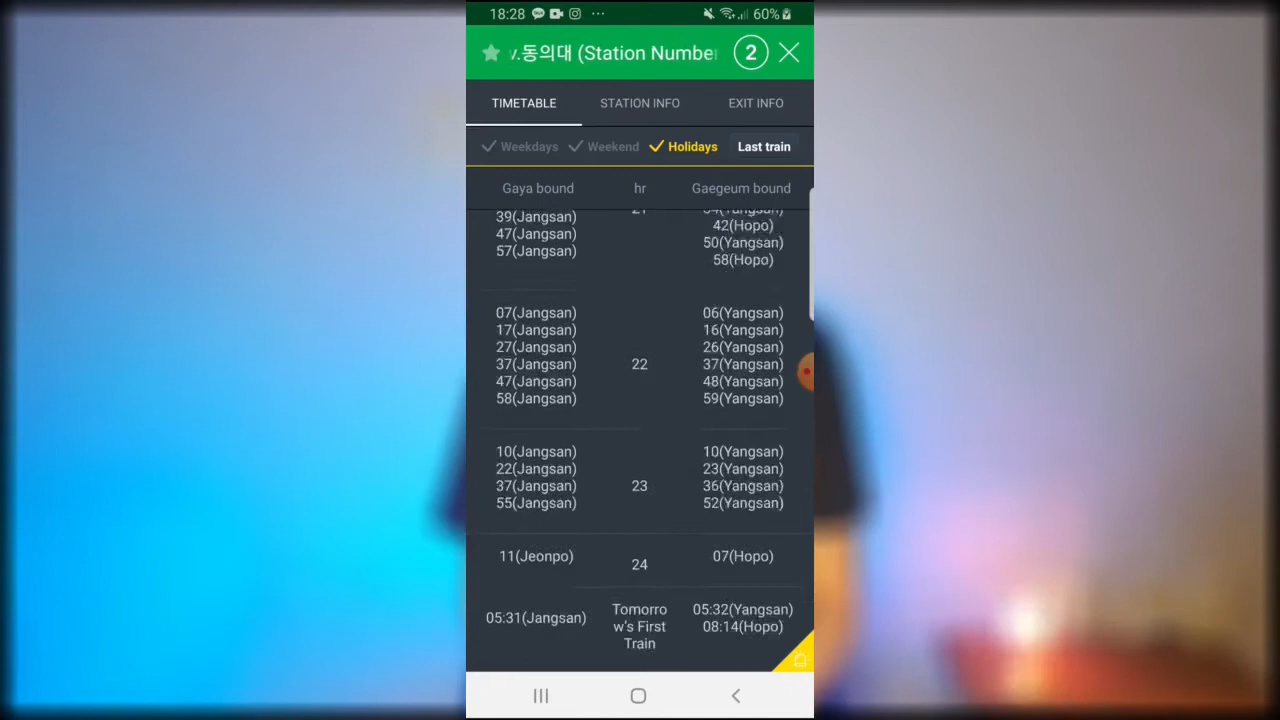 18:28 60%
.동의대 (Station Number 2
TIMETABLE STATION INFO EXIT INFO
Weekdays Weekend Holidays Last train
Gaya bound hr Gaegeum bound
39(Jangsan)
47(Jangsan) 42(Hopo)
57(Jangsan) 50(Yangsan)
58(Hopo)
07(Jangsan) 06(Yangsan)
17(Jangsan) 16(Yangsan)
27(Jangsan) 26(Yangsan)
37(Jangsan) 22 37(Yangsan)
47(Jangsan) 48(Yangsan)
58(Jangsan) 59(Yangsan)
10(Jangsan) 10(Yangsan)
22(Jangsan) 23(Yangsan)
37(Jangsan) 23 36(Yangsan)
55(Jangsan) 52(Yangsan)
11(Jeonpo) 24 07(Hopo)
05:31(Jangsan) Tomorro 05:32(Yangsan)
w's First 08:14(Hopo)
Train